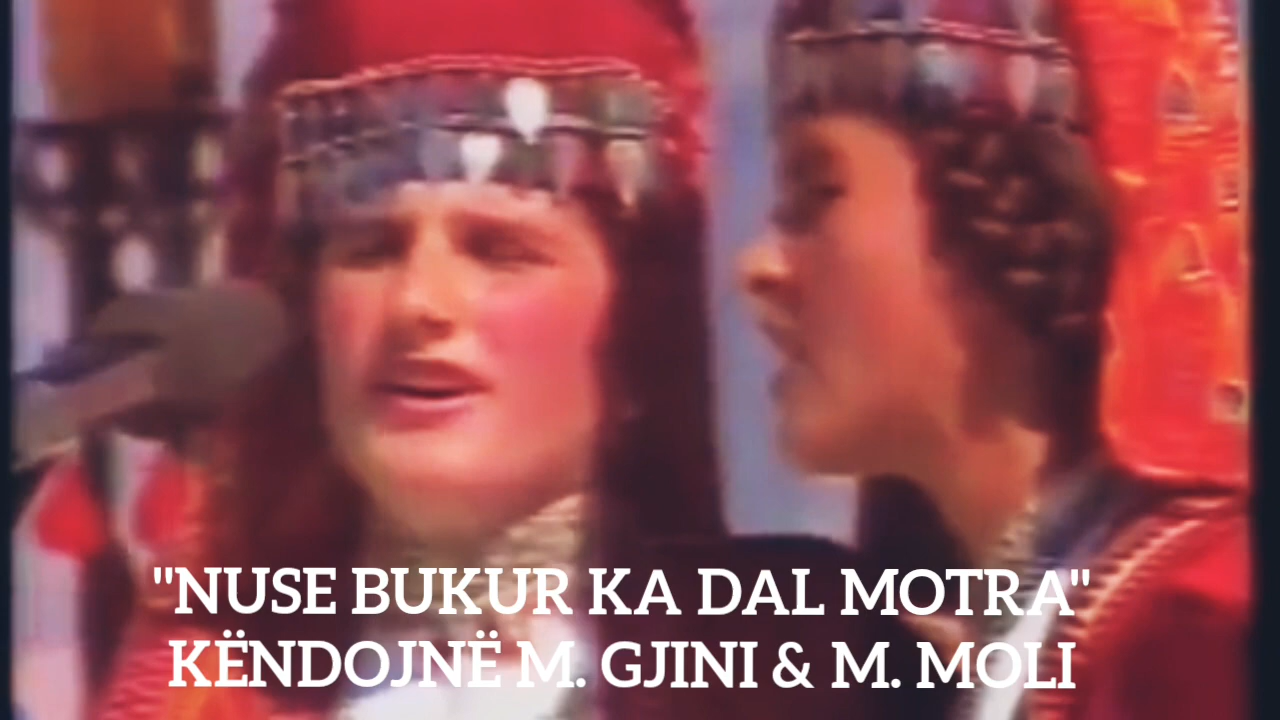 "NUSE BUKUR KA DAL MOTRA"
KËNDOJNË M. GJINI & M. MOLI